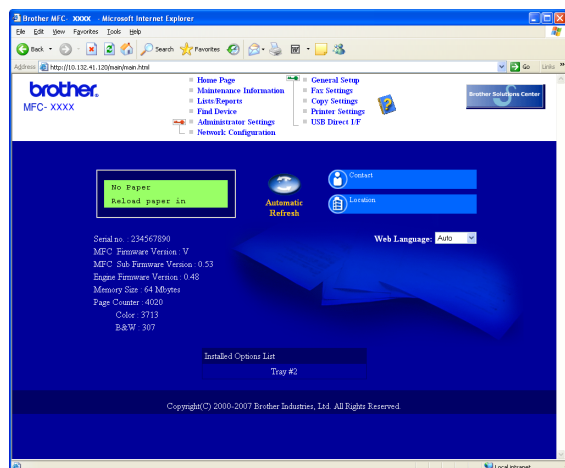 Brother MFC- XXXX - Microsoft Internet Explorer
File Edit View Favorites Tools Help
Back Search Favorites
Address http://10.132.41.120/main/main.html Go Links »
brother.
MFC- XXXX
Home Page
Maintenance Information
Lists/Reports
Find Device
Administrator Settings
Network Configuration
General Setup
Fax Settings
Copy Settings
Printer Settings
USB Direct I/F
Brother Solutions Center
No Paper
Reload paper in
Automatic
Refresh
Contact
Location
Web Language: Auto
Serial no. : 234567890
MFC Firmware Version : V
MFC Sub Firmware Version : 0.53
Engine Firmware Version : 0.48
Memory Size : 64 Mbytes
Page Counter : 4020
Color : 3713
B&W : 307
Installed Options List
Tray #2
Copyright(C) 2000-2007 Brother Industries, Ltd. All Rights Reserved.
Local intranet